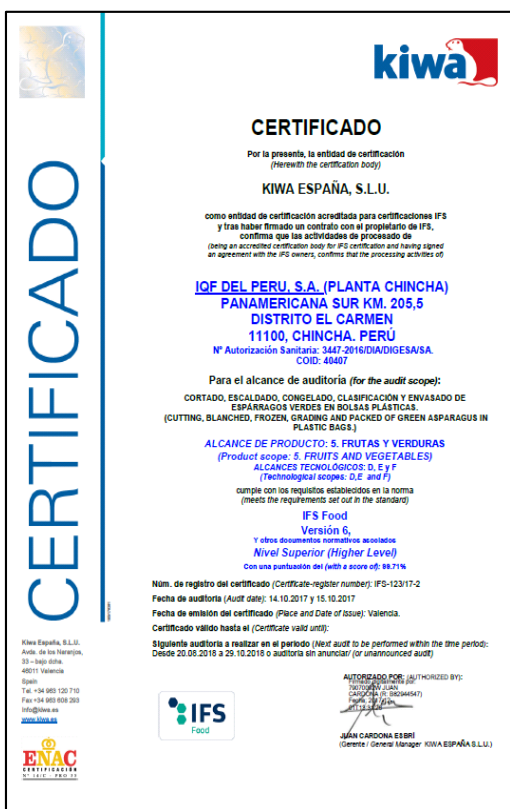 kiwa
CERTIFICADO
CERTIFICADO
Por la presente, la entidad de certificación
(Herewith the certification body)
KIWA ESPAÑA, S.L.U.
como entidad de certificación acreditada para certificaciones IFS
y tras haber firmado un contrato con el propietario de IFS,
confirma que las actividades de procesado de
(being an accredited certification body for IFS certification and having signed
an agreement with the IFS owners, confirms that the processing activities of)
IQF DEL PERU, S.A. (PLANTA CHINCHA)
PANAMERICANA SUR KM. 205,5
DISTRITO EL CARMEN
11100, CHINCHA. PERÚ
Nº Autorización Sanitaria: 3447-2016/DIA/DIGESA/SA.
COID: 40407
Para el alcance de auditoría (for the audit scope):
CORTADO, ESCALDADO, CONGELADO, CLASIFICACIÓN Y ENVASADO DE
ESPÁRRAGOS VERDES EN BOLSAS PLÁSTICAS.
(CUTTING, BLANCHED, FROZEN, GRADING AND PACKED OF GREEN ASPARAGUS IN
PLASTIC BAGS.)
ALCANCE DE PRODUCTO: 5. FRUTAS Y VERDURAS
(Product scope: 5. FRUITS AND VEGETABLES)
ALCANCES TECNOLÓGICOS: D, E y F
(Technological scopes: D,E and F)
cumple con los requisitos establecidos en la norma
(meets the requirements set out in the standard)
IFS Food
Versión 6,
Y otros documentos normativos asociados
Nivel Superior (Higher Level)
Con una puntuación del (with a score of): 98.71%
Núm. de registro del certificado (Certificate-register number): IFS-123/17-2
Fecha de auditoría (Audit date): 14.10.2017 y 15.10.2017
Fecha de emisión del certificado (Place and Date of Issue): Valencia.
Certificado válido hasta el (Certificate valid until):
Siguiente auditoría a realizar en el periodo (Next audit to be performed within the time period):
Desde 20.08.2018 a 29.10.2018 o auditoría sin anunciar/ (or unannounced audit)
Kiwa España, S.L.U.
Avda. de los Naranjos,
33 – bajo dcha.
46011 Valencia
Spain
Tel. +34 963 120 710
Fax +34 963 608 293
info@kiwa.es
www.kiwa.es
ENAC
CERTIFICACIÓN
IFS
Food
AUTORIZADO POR: (AUTHORIZED BY):
JUAN
CARDONA (R: B82944547)
JUAN CARDONA ESBRÍ
(Gerente / General Manager KIWA ESPAÑA S.L.U.)